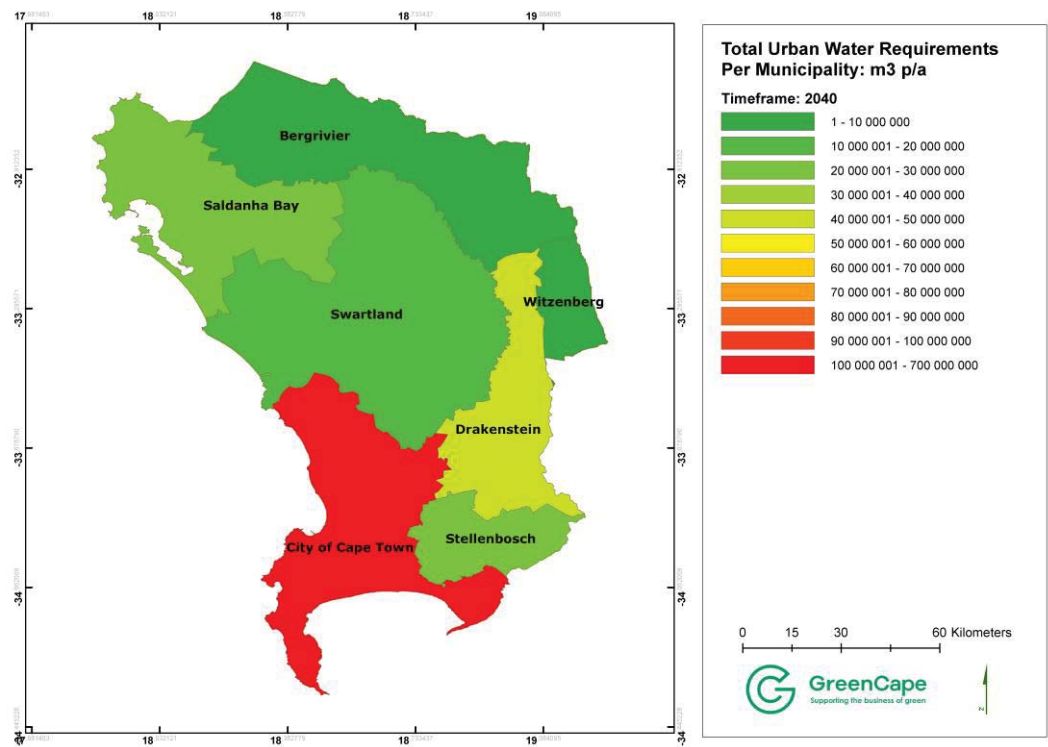 17 18 18 18 19
Bergrivier
Saldanha Bay
Swartland
Witzenberg
Drakenstein
City of Cape Town
Stellenbosch
-32
-33
-33
-34
-34
18 18 18 19
Total Urban Water Requirements
Per Municipality: m3 p/a
Timeframe: 2040
1 - 10 000 000
10 000 001 - 20 000 000
20 000 001 - 30 000 000
30 000 001 - 40 000 000
40 000 001 - 50 000 000
50 000 001 - 60 000 000
60 000 001 - 70 000 000
70 000 001 - 80 000 000
80 000 001 - 90 000 000
90 000 001 - 100 000 000
100 000 001 - 700 000 000
0 15 30 60 Kilometers
GreenCape
Supporting the business of green
N